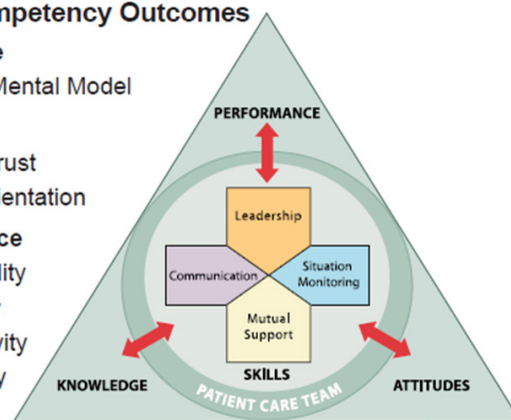 mpetency Outcomes
e
Mental Model
rust
ientation
ce
lity
vity
y
PERFORMANCE
Leadership
Communication
Situation
Monitoring
Mutual
Support
SKILLS
KNOWLEDGE
ATTITUDES
PATIENT CARE TEAM